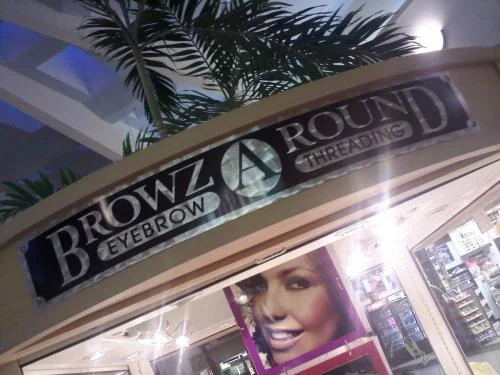 BROWZ A ROUND
EYEBROW THREADING